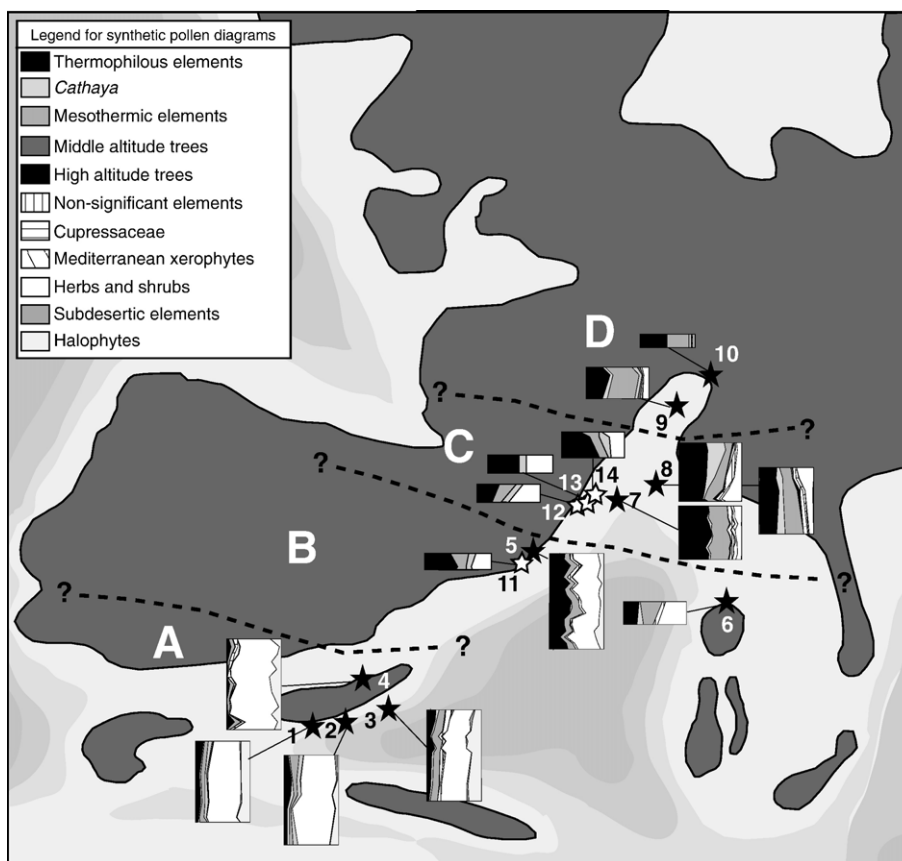 Legend for synthetic pollen diagrams
Thermophilous elements
Cathaya
Mesothermic elements
Middle altitude trees
High altitude trees
Non-significant elements
Cupressaceae
Mediterranean xerophytes
Herbs and shrubs
Subdesertic elements
Halophytes
D
10
?
9
?
C
?
13
14
8
12
7
B
5
11
?
?
6
A
?
4
1
2
3